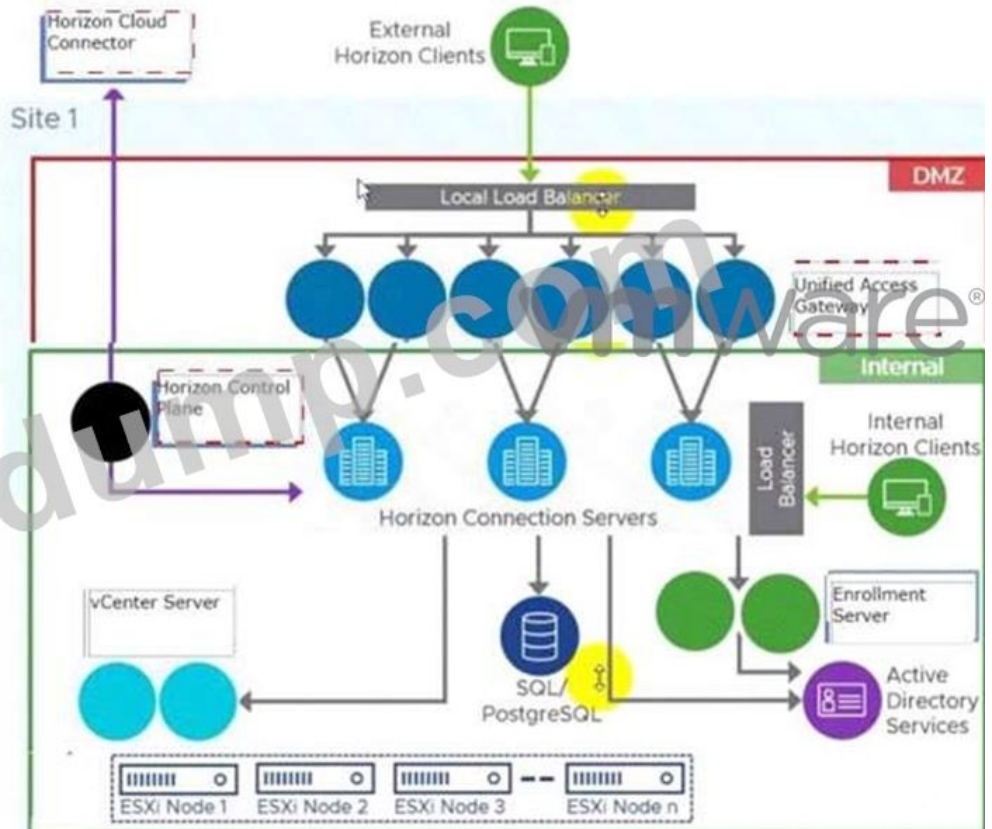 Horizon Cloud
Connector
External
Horizon Clients
Site 1
DMZ
Local Load Balancer
Unified Access
Gateway
mware®
Internal
Horizon Control
Plane
Internal
Horizon Clients
Load
Balancer
Horizon Connection Servers
dump.com
vCenter Server
Enrollment
Server
SQL/
PostgreSQL
Active
Directory
Services
ESXi Node 1
ESXi Node 2
ESXi Node 3
ESXi Node n